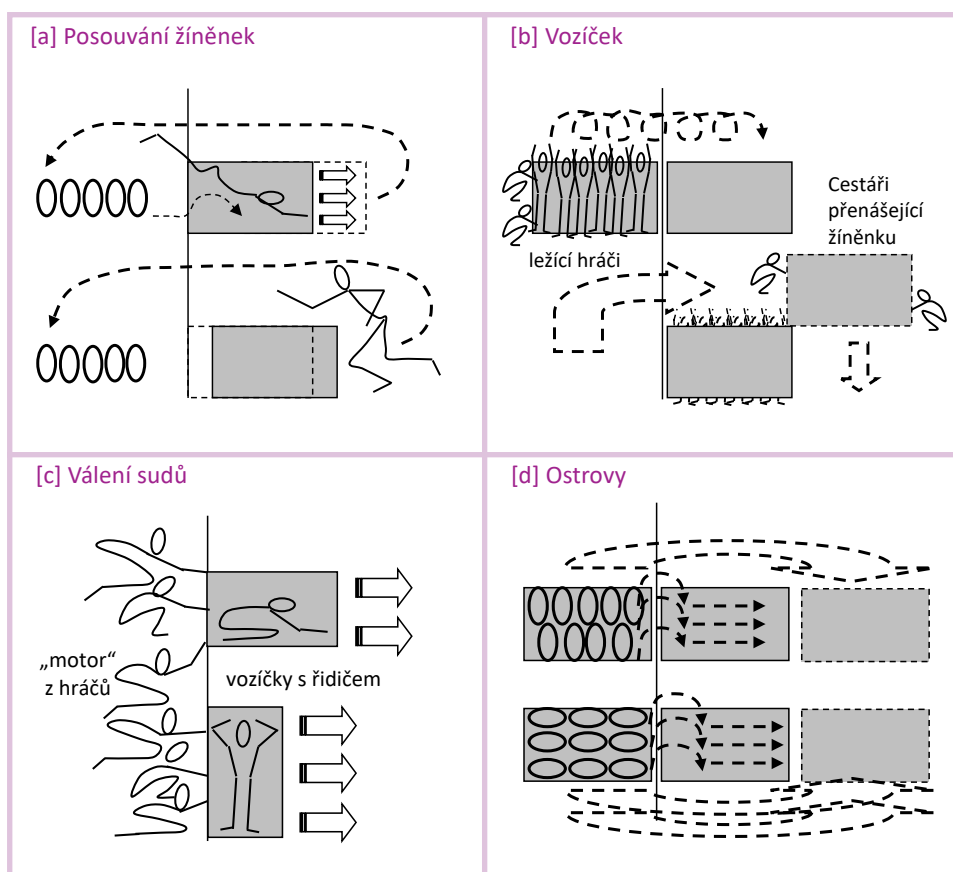 [a] Posouvání žíněnek
[b] Vozíček
Cestáři
přenášející
žíněnku
ležící hráči
[c] Válení sudů
„motor“
z hráčů
vozíčky s řidičem
[d] Ostrovy